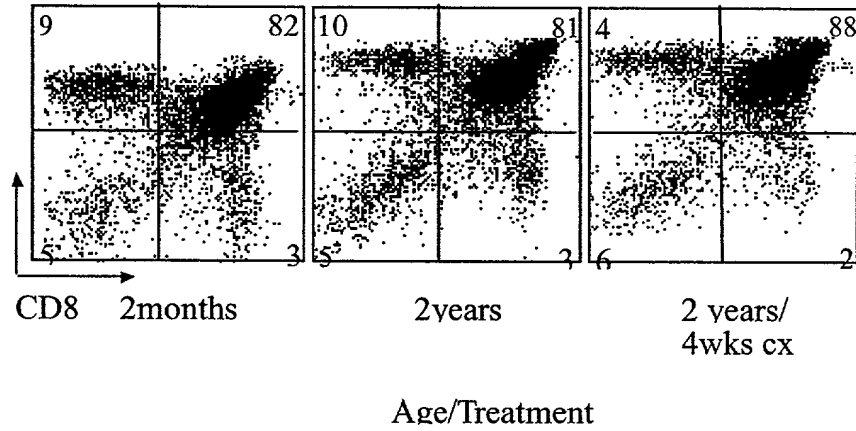 9 82 10 81 4 88
5 3 5 3 6 2
CD8 2months 2years 2 years/
4wks cx
Age/Treatment